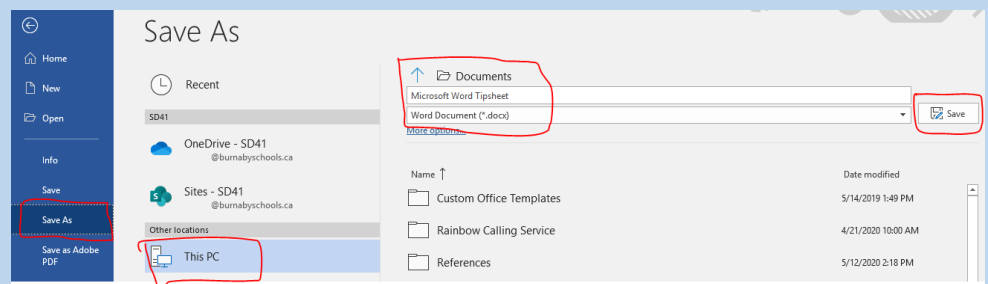 Save As
Home
New
Open
Info
Save
Save As
Save as Adobe
PDF
Recent
SD41
OneDrive - SD41
@burnabyschools.ca
Sites - SD41
@burnabyschools.ca
Other locations
This PC
Documents
Microsoft Word Tipsheet
Word Document (*.docx)
Save
More options...
Name ↑ Date modified
Custom Office Templates 5/14/2019 1:49 PM
Rainbow Calling Service 4/21/2020 10:00 AM
References 5/12/2020 2:18 PM